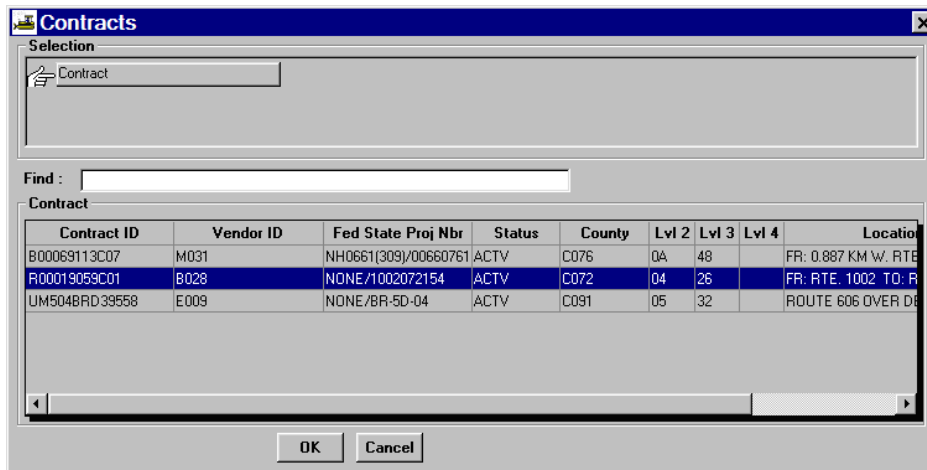 Contracts
Selection
Contract
Find :
Contract
Contract ID Vendor ID Fed State Proj Nbr Status County Lvl 2 Lvl 3 Lvl 4 Location
B00069113C07 M031 NH0661(309)/00660761 ACTV C076 0A 48 FR: 0.887 KM W. RTE
R00019059C01 B028 NONE/1002072154 ACTV C072 04 26 FR: RTE. 1002 TO: R
UM504BRD39558 E009 NONE/BR-5D-04 ACTV C091 05 32 ROUTE 606 OVER DE
OK Cancel